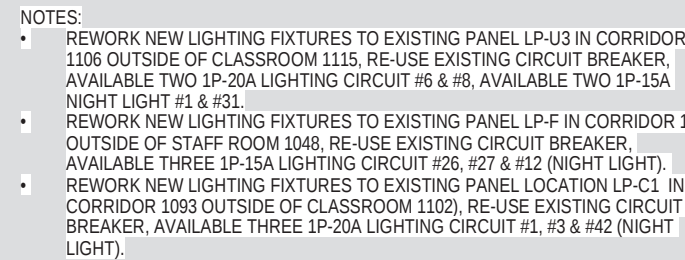 NOTES:
• REWORK NEW LIGHTING FIXTURES TO EXISTING PANEL LP-U3 IN CORRIDOR
1106 OUTSIDE OF CLASSROOM 1115, RE-USE EXISTING CIRCUIT BREAKER,
AVAILABLE TWO 1P-20A LIGHTING CIRCUIT #6 & #8, AVAILABLE TWO 1P-15A
NIGHT LIGHT #1 & #31.
• REWORK NEW LIGHTING FIXTURES TO EXISTING PANEL LP-F IN CORRIDOR
OUTSIDE OF STAFF ROOM 1048, RE-USE EXISTING CIRCUIT BREAKER,
AVAILABLE THREE 1P-15A LIGHTING CIRCUIT #26, #27 & #12 (NIGHT LIGHT).
• REWORK NEW LIGHTING FIXTURES TO EXISTING PANEL LOCATION LP-C1 IN
CORRIDOR 1093 OUTSIDE OF CLASSROOM 1102), RE-USE EXISTING CIRCUIT
BREAKER, AVAILABLE THREE 1P-20A LIGHTING CIRCUIT #1, #3 & #42 (NIGHT
LIGHT).